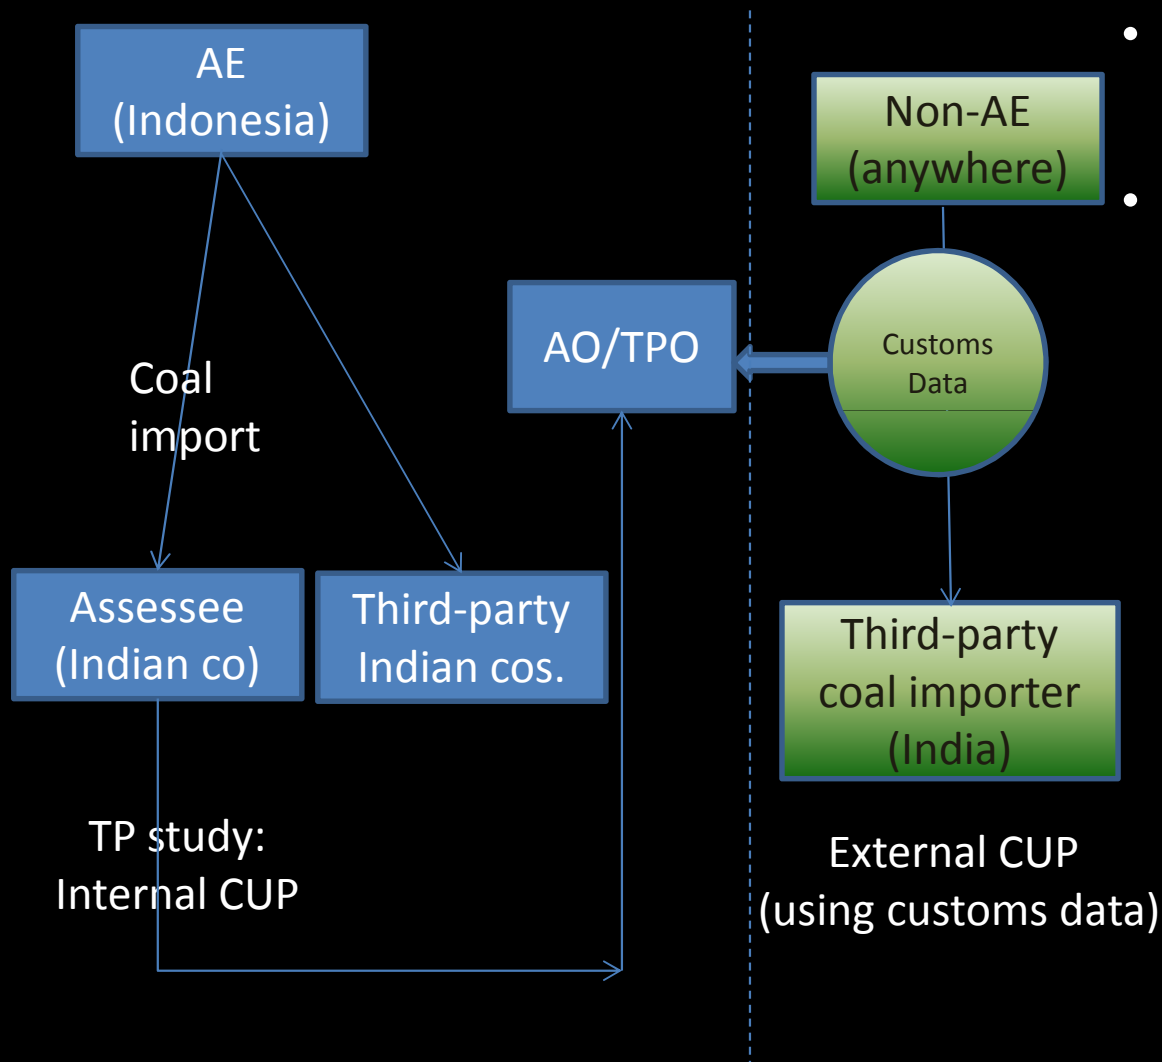 AE
(Indonesia)
Non-AE
(anywhere)
AO/TPO
Customs
Data
Coal
import
Assessee
(Indian co)
Third-party
Indian cos.
Third-party
coal importer
(India)
TP study:
Internal CUP
External CUP
(using customs data)